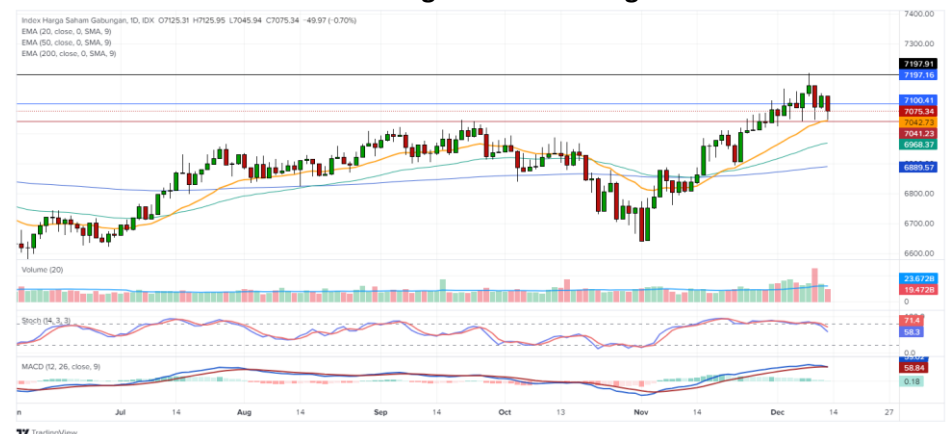 7400.00
Index Harga Saham Gabungan, 1D, IDX O7125.31 H7125.95 L7045.94 C7075.34 -49.97 (-0.70%)
EMA (20, close, 0, SMA, 9)
EMA (50, close, 0, SMA, 9)
EMA (200, close, 0, SMA, 9)
7300.00
7197.91
7197.16
7100.41
7075.34
7042.73
7041.23
6968.37
6889.57
6800.00
6700.00
6600.00
Volume (20)
23.672B
19.472B
0
Stoch (14, 3, 3)
71.4
58.3
0.0
MACD (12, 26, close, 9)
58.84
0.18
n Jul 14 Aug 14 Sep 14 Oct 13 Nov 14 Dec 14 27
TradingView